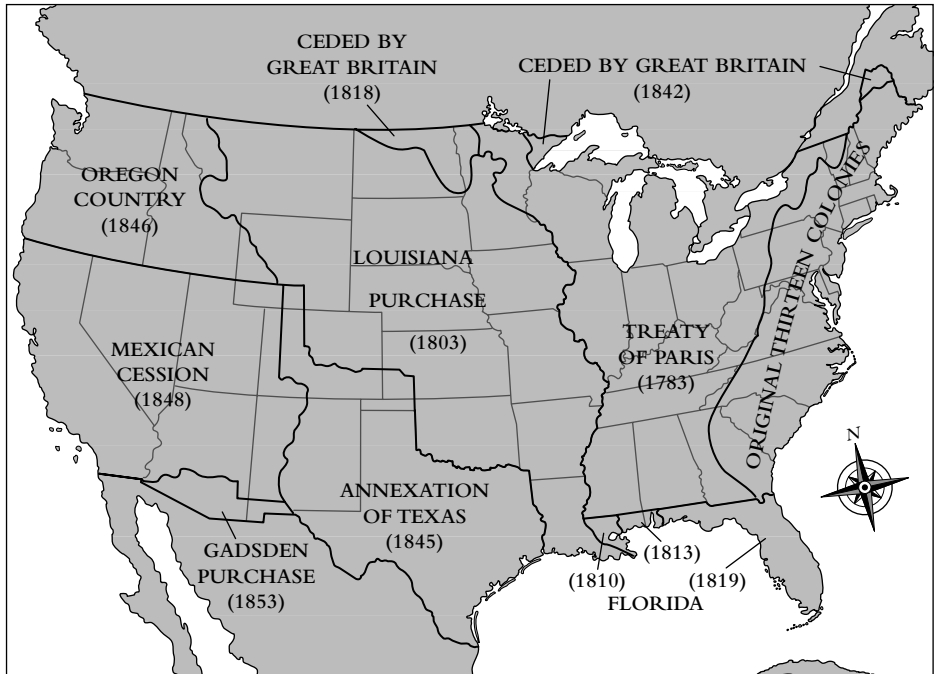 CEDED BY
GREAT BRITAIN
(1818)
CEDED BY GREAT BRITAIN
(1842)
OREGON
COUNTRY
(1846)
LOUISIANA
PURCHASE
(1803)
TREATY
OF PARIS
(1783)
ORIGINAL THIRTEEN COLONIES
MEXICAN
CESSION
(1848)
N
ANNEXATION
OF TEXAS
(1845)
GADSDEN
PURCHASE
(1853)
(1810)
(1813)
(1819)
FLORIDA